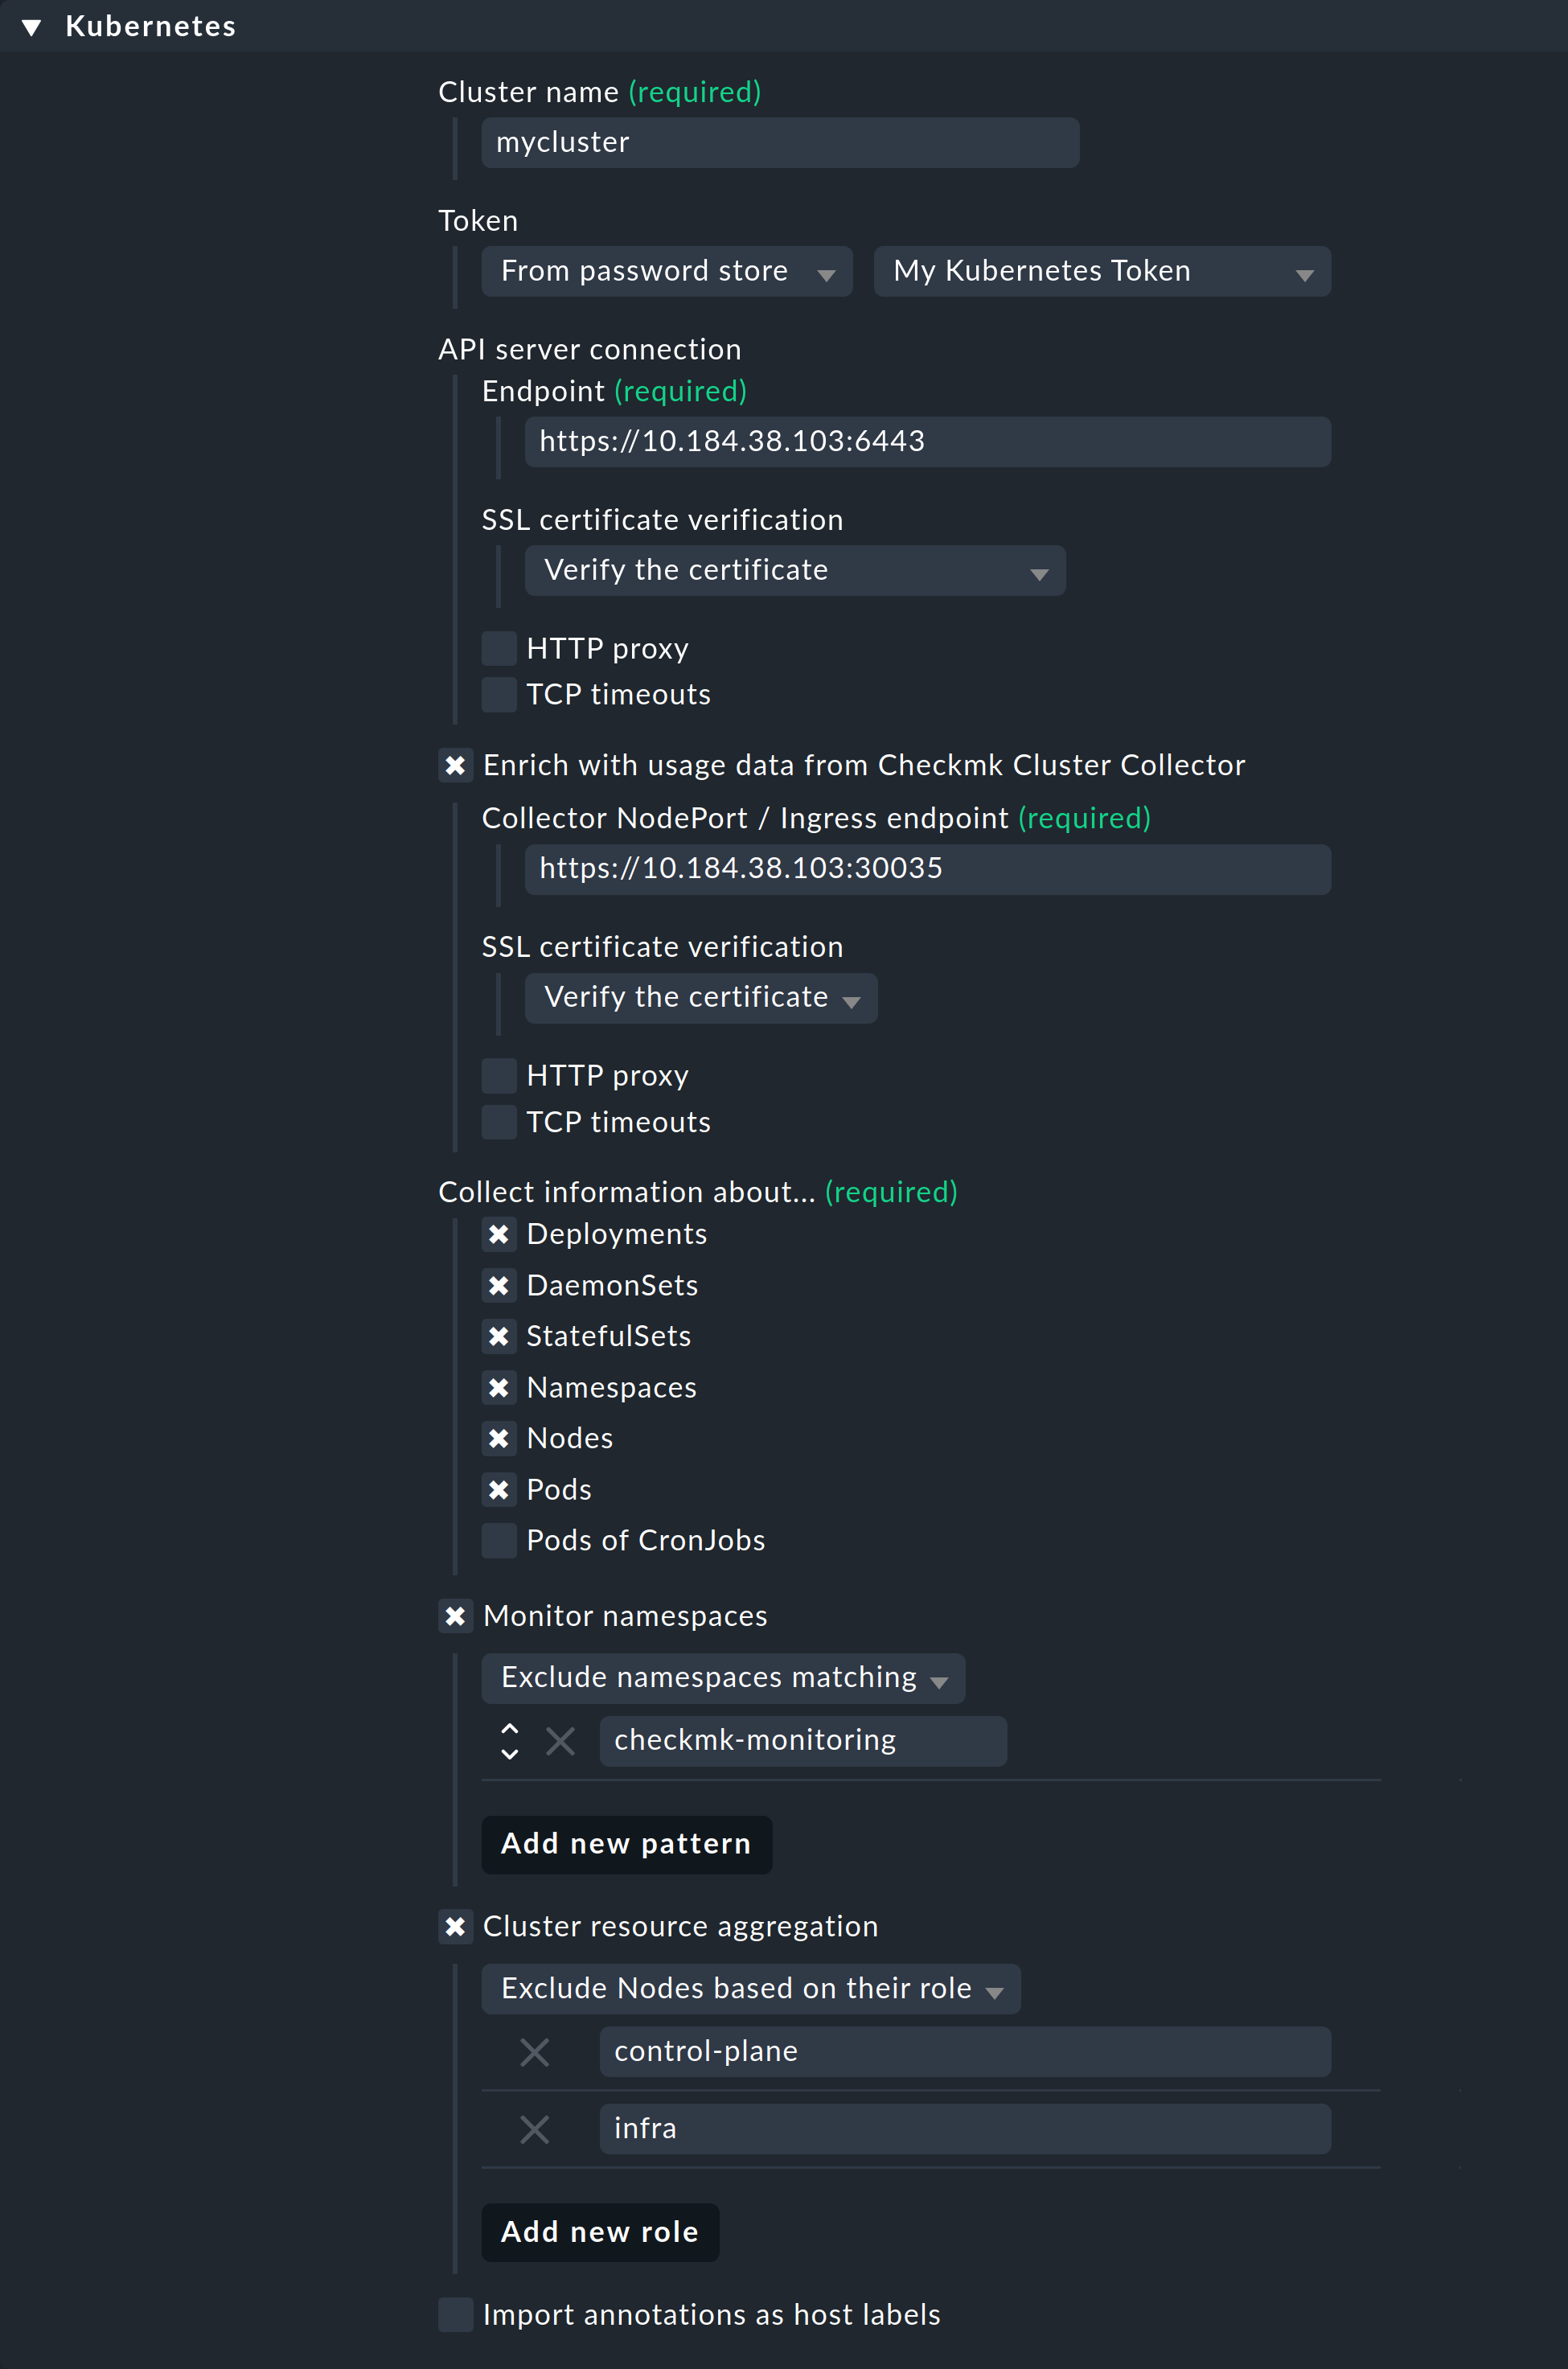 Kubernetes
Cluster name (required)
mycluster
Token
From password store My Kubernetes Token
API server connection
Endpoint (required)
https://10.184.38.103:6443
SSL certificate verification
Verify the certificate
HTTP proxy
TCP timeouts
Enrich with usage data from Checkmk Cluster Collector
Collector NodePort / Ingress endpoint (required)
https://10.184.38.103:30035
SSL certificate verification
Verify the certificate
HTTP proxy
TCP timeouts
Collect information about... (required)
Deployments
DaemonSets
StatefulSets
Namespaces
Nodes
Pods
Pods of CronJobs
Monitor namespaces
Exclude namespaces matching
checkmk-monitoring
Add new pattern
Cluster resource aggregation
Exclude Nodes based on their role
control-plane
infra
Add new role
Import annotations as host labels